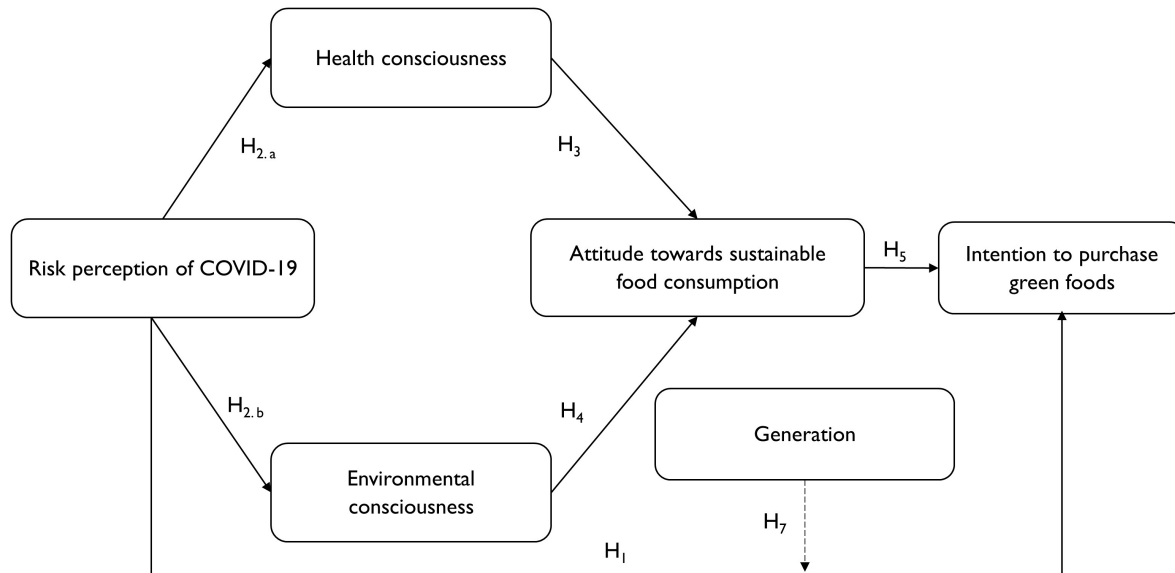 Health consciousness
H2.a
H3
Risk perception of COVID-19
Attitude towards sustainable
food consumption
H5
Intention to purchase
green foods
H2.b
H4
Generation
Environmental
consciousness
H7
H1